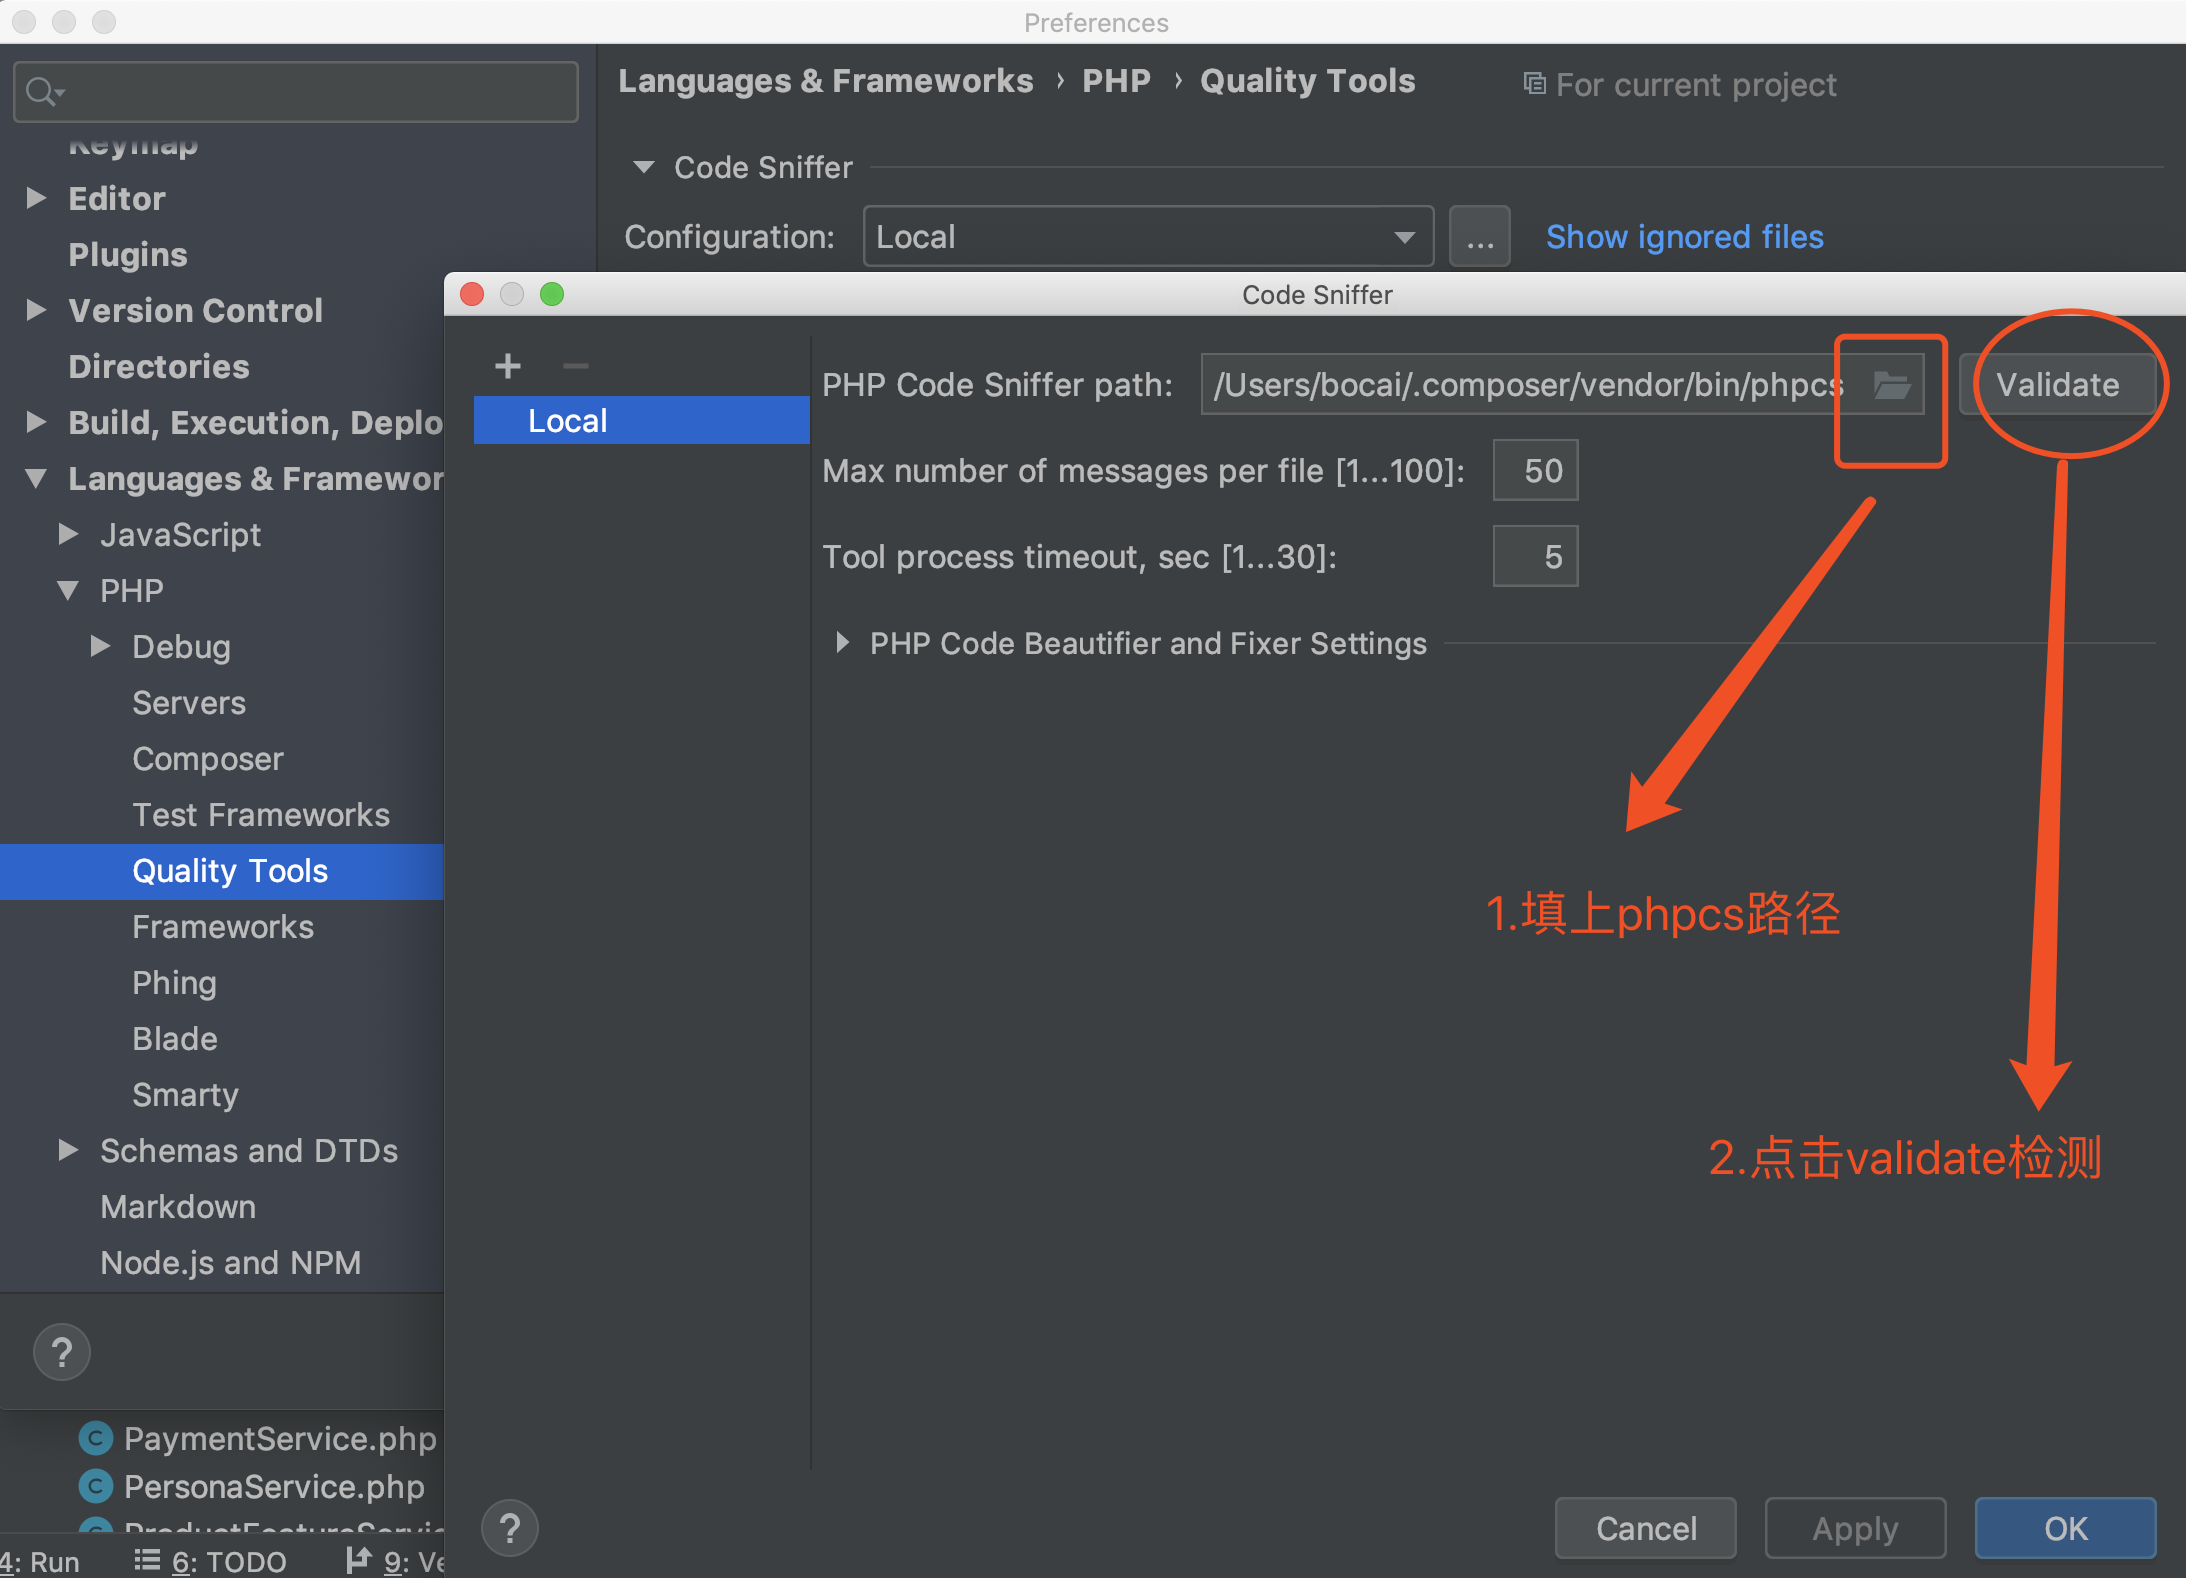 Preferences
Keymap
Editor
Plugins
Version Control
Directories
Build, Execution, Deplo
Languages & Framewor
JavaScript
PHP
Debug
Servers
Composer
Test Frameworks
Quality Tools
Frameworks
Phing
Blade
Smarty
Schemas and DTDs
Markdown
Node.js and NPM
?
PaymentService.php
PersonaService.php
ProductFeatureServic
4: Run
6: TODO
9: Ve
Languages & Frameworks › PHP › Quality Tools
For current project
Code Sniffer
Configuration: Local ... Show ignored files
Code Sniffer
+ −
Local
PHP Code Sniffer path: /Users/bocai/.composer/vendor/bin/phpcs Validate
Max number of messages per file [1...100]: 50
Tool process timeout, sec [1...30]: 5
PHP Code Beautifier and Fixer Settings
1.填上phpcs路径
2.点击validate检测
?
Cancel
Apply
OK